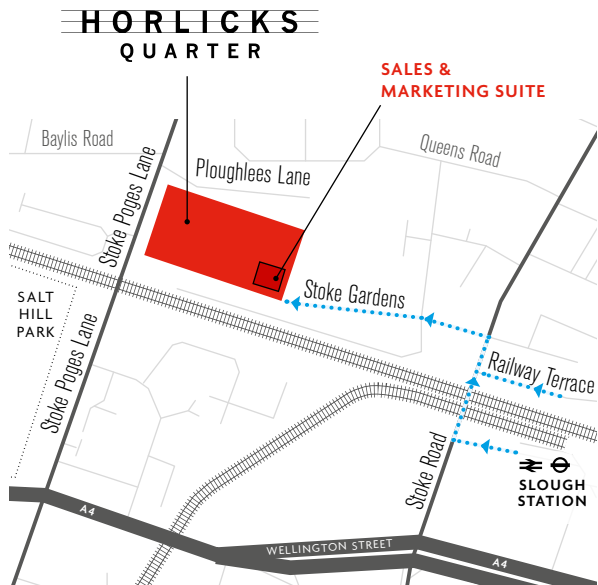 HORLICKS
QUARTER
SALES &
MARKETING SUITE
Baylis Road
Queens Road
Ploughlees Lane
Stoke Poges Lane
Stoke Gardens
SALT
HILL
PARK
Stoke Poges Lane
Railway Terrace
Stoke Road
SLOUGH
STATION
A4
WELLINGTON STREET
A4